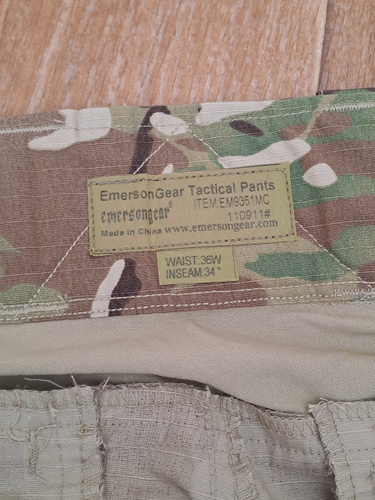 EmersonGear Tactical Pants
emersongear®
ITEM:EM9351MC
110911#
Made in China www.emersongear.com
WAIST:36W
INSEAM:34"